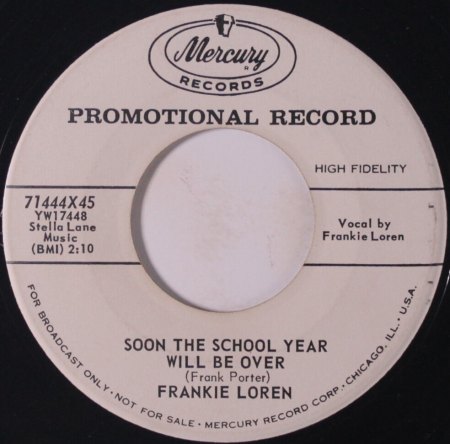 Mercury
R
RECORDS
PROMOTIONAL RECORD
HIGH FIDELITY
71444X45
YW17448
Stella Lane
Music
(BMI) 2:10
Vocal by
Frankie Loren
SOON THE SCHOOL YEAR
WILL BE OVER
(Frank Porter)
FRANKIE LOREN
FOR BROADCAST ONLY • NOT FOR SALE • MERCURY RECORD CORP. • CHICAGO, ILL. • U.S.A.